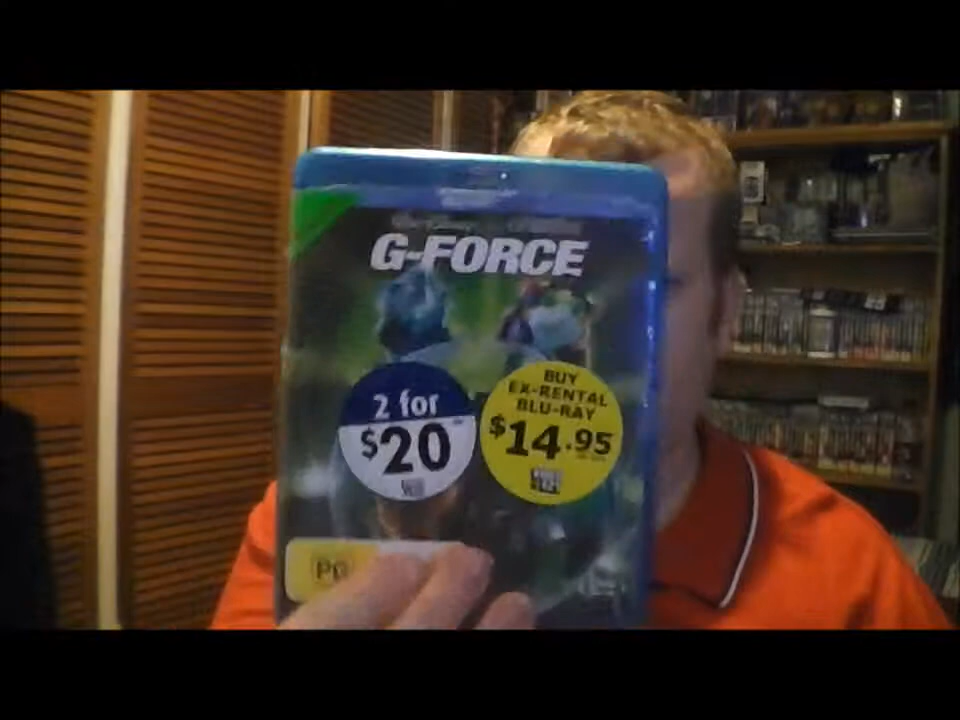 G-FORCE
2 for
$20
BUY
EX-RENTAL
BLU-RAY
$14.95
PG